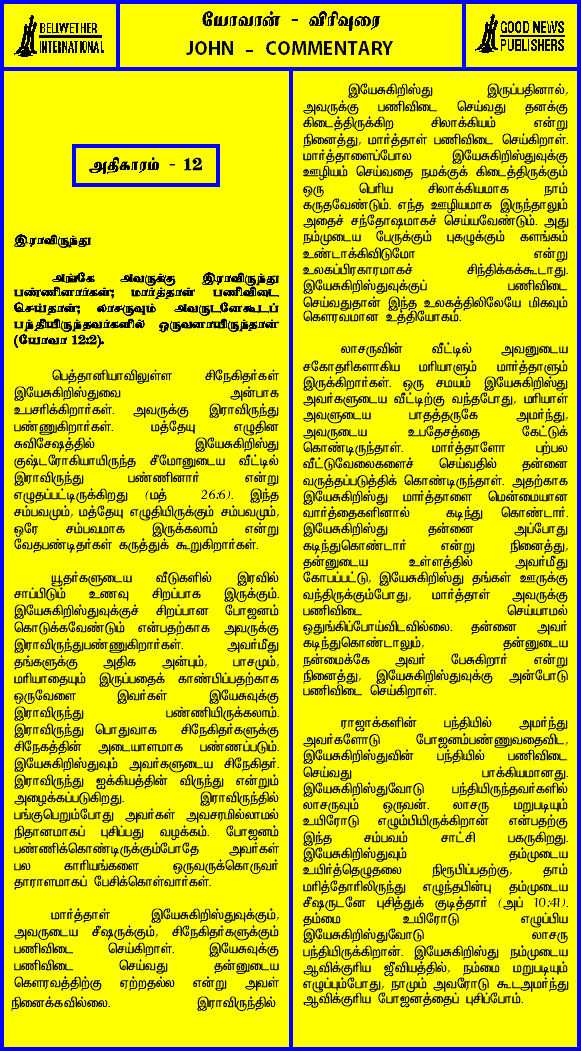 BELWETHER
INTERNATIONAL
யோவான் - விரிவுரை
JOHN - COMMENTARY
GOOD NEWS
PUBLISHERS
அதிகாரம் - 12
இராவிருந்து
அங்கே அவருக்கு இராவிருந்து
பண்ணினார்கள்; மார்த்தாள் பணிவிடை
செய்தாள்; லாசருவும் அவருடனேகூடப்
பந்தியிருந்தவர்களில் ஒருவனாயிருந்தான்
(யோவா 12:2).
பெத்தானியாவிலுள்ள சிநேகிதர்கள்
இயேசுகிறிஸ்துவை அன்பாக
உபசரிக்கிறார்கள். அவருக்கு இராவிருந்து
பண்ணுகிறார்கள். மத்தேயு எழுதின
சுவிசேஷத்தில் இயேசுகிறிஸ்து
குஷ்டரோகியாயிருந்த சீமோனுடைய வீட்டில்
இராவிருந்து பண்ணினார் என்று
எழுதப்பட்டிருக்கிறது (மத் 26:6). இந்த
சம்பவமும், மத்தேயு எழுதியிருக்கும் சம்பவமும்,
ஒரே சம்பவமாக இருக்கலாம் என்று
வேதபண்டிதர்கள் கருத்துக் கூறுகிறார்கள்.
யூதர்களுடைய வீடுகளில் இரவில்
சாப்பிடும் உணவு சிறப்பாக இருக்கும்.
இயேசுகிறிஸ்துவுக்குச் சிறப்பான போஜனம்
கொடுக்கவேண்டும் என்பதற்காக அவருக்கு
இராவிருந்துபண்ணுகிறார்கள். அவர்மீது
தங்களுக்கு அதிக அன்பும், பாசமும்,
மரியாதையும் இருப்பதைக் காண்பிப்பதற்காக
ஒருவேளை இவர்கள் இயேசுவுக்கு
இராவிருந்து பண்ணியிருக்கலாம்.
இராவிருந்து பொதுவாக சிநேகிதர்களுக்கு
சிநேகத்தின் அடையாளமாக பண்ணப்படும்.
இயேசுகிறிஸ்துவும் அவர்களுடைய சிநேகிதர்.
இராவிருந்து ஐக்கியத்தின் விருந்து என்றும்
அழைக்கப்படுகிறது. இராவிருந்தில்
பங்குபெறும்போது அவர்கள் அவசரமில்லாமல்
நிதானமாகப் புசிப்பது வழக்கம். போஜனம்
பண்ணிக்கொண்டிருக்கும்போதே அவர்கள்
பல காரியங்களை ஒருவருக்கொருவர்
தாராளமாகப் பேசிக்கொள்வார்கள்.
மார்த்தாள் இயேசுகிறிஸ்துவுக்கும்,
அவருடைய சீஷருக்கும், சிநேகிதர்களுக்கும்
பணிவிடை செய்கிறாள். இயேசுவுக்கு
பணிவிடை செய்வது தன்னுடைய
கௌரவத்திற்கு ஏற்றதல்ல என்று அவள்
நினைக்கவில்லை. இராவிருந்தில்
இயேசுகிறிஸ்து இருப்பதினால்,
அவருக்கு பணிவிடை செய்வது தனக்கு
கிடைத்திருக்கிற சிலாக்கியம் என்று
நினைத்து, மார்த்தாள் பணிவிடை செய்கிறாள்.
மார்த்தாளைப்போல இயேசுகிறிஸ்துவுக்கு
ஊழியம் செய்வதை நமக்குக் கிடைத்திருக்கும்
ஒரு பெரிய சிலாக்கியமாக நாம்
கருதவேண்டும். எந்த ஊழியமாக இருந்தாலும்
அதைச் சந்தோஷமாகச் செய்யவேண்டும். அது
நம்முடைய பேருக்கும் புகழுக்கும் களங்கம்
உண்டாக்கிவிடுமோ என்று
உலகப்பிரகாரமாகச் சிந்திக்கக்கூடாது.
இயேசுகிறிஸ்துவுக்குப் பணிவிடை
செய்வதுதான் இந்த உலகத்திலிலேயே மிகவும்
கௌரவமான உத்தியோகம்.
லாசருவின் வீட்டில் அவனுடைய
சகோதரிகளாகிய மரியாளும் மார்த்தாளும்
இருக்கிறார்கள். ஒரு சமயம் இயேசுகிறிஸ்து
அவர்களுடைய வீட்டிற்கு வந்தபோது, மரியாள்
அவளுடைய பாதத்தருகே அமர்ந்து,
அவருடைய உபதேசத்தை கேட்டுக்
கொண்டிருந்தாள். மார்த்தாளோ பற்பல
வீட்டுவேலைகளைச் செய்வதில் தன்னை
வருத்தப்படுத்திக் கொண்டிருந்தாள். அதற்காக
இயேசுகிறிஸ்து மார்த்தாளை மென்மையான
வார்த்தைகளினால் கடிந்து கொண்டார்.
இயேசுகிறிஸ்து தன்னை அப்போது
கடிந்துகொண்டார் என்று நினைத்து,
தன்னுடைய உள்ளத்தில் அவர்மீது
கோபப்பட்டு, இயேசுகிறிஸ்து தங்கள் ஊருக்கு
வந்திருக்கும்போது, மார்த்தாள் அவருக்கு
பணிவிடை செய்யாமல்
ஒதுங்கிப்போய்விடவில்லை. தன்னை அவர்
கடிந்துகொண்டாலும், தன்னுடைய
நன்மைக்கே அவர் பேசுகிறார் என்று
நினைத்து, இயேசுகிறிஸ்துவுக்கு அன்போடு
பணிவிடை செய்கிறாள்.
ராஜாக்களின் பந்தியில் அமர்ந்து
அவர்களோடு போஜனம்பண்ணுவதைவிட,
இயேசுகிறிஸ்துவின் பந்தியில் பணிவிடை
செய்வது பாக்கியமானது.
இயேசுகிறிஸ்துவோடு பந்தியிருந்தவர்களில்
லாசருவும் ஒருவன். லாசரு மறுபடியும்
உயிரோடு எழும்பியிருக்கிறான் என்பதற்கு
இந்த சம்பவம் சாட்சி பகருகிறது.
இயேசுகிறிஸ்துவும் தம்முடைய
உயிர்த்தெழுதலை நிரூபிப்பதற்கு, தாம்
மரித்தோரிலிருந்து எழுந்தபின்பு தம்முடைய
சீஷருடனே புசித்துக் குடித்தார் (அப் 10:41).
தம்மை உயிரோடு எழுப்பிய
இயேசுகிறிஸ்துவோடு லாசரு
பந்தியிருக்கிறான். இயேசுகிறிஸ்து நம்முடைய
ஆவிக்குரிய ஜீவியத்தில், நம்மை மறுபடியும்
எழுப்பும்போது, நாமும் அவரோடு கூடஅமர்ந்து
ஆவிக்குரிய போஜனத்தைப் புசிப்போம்.